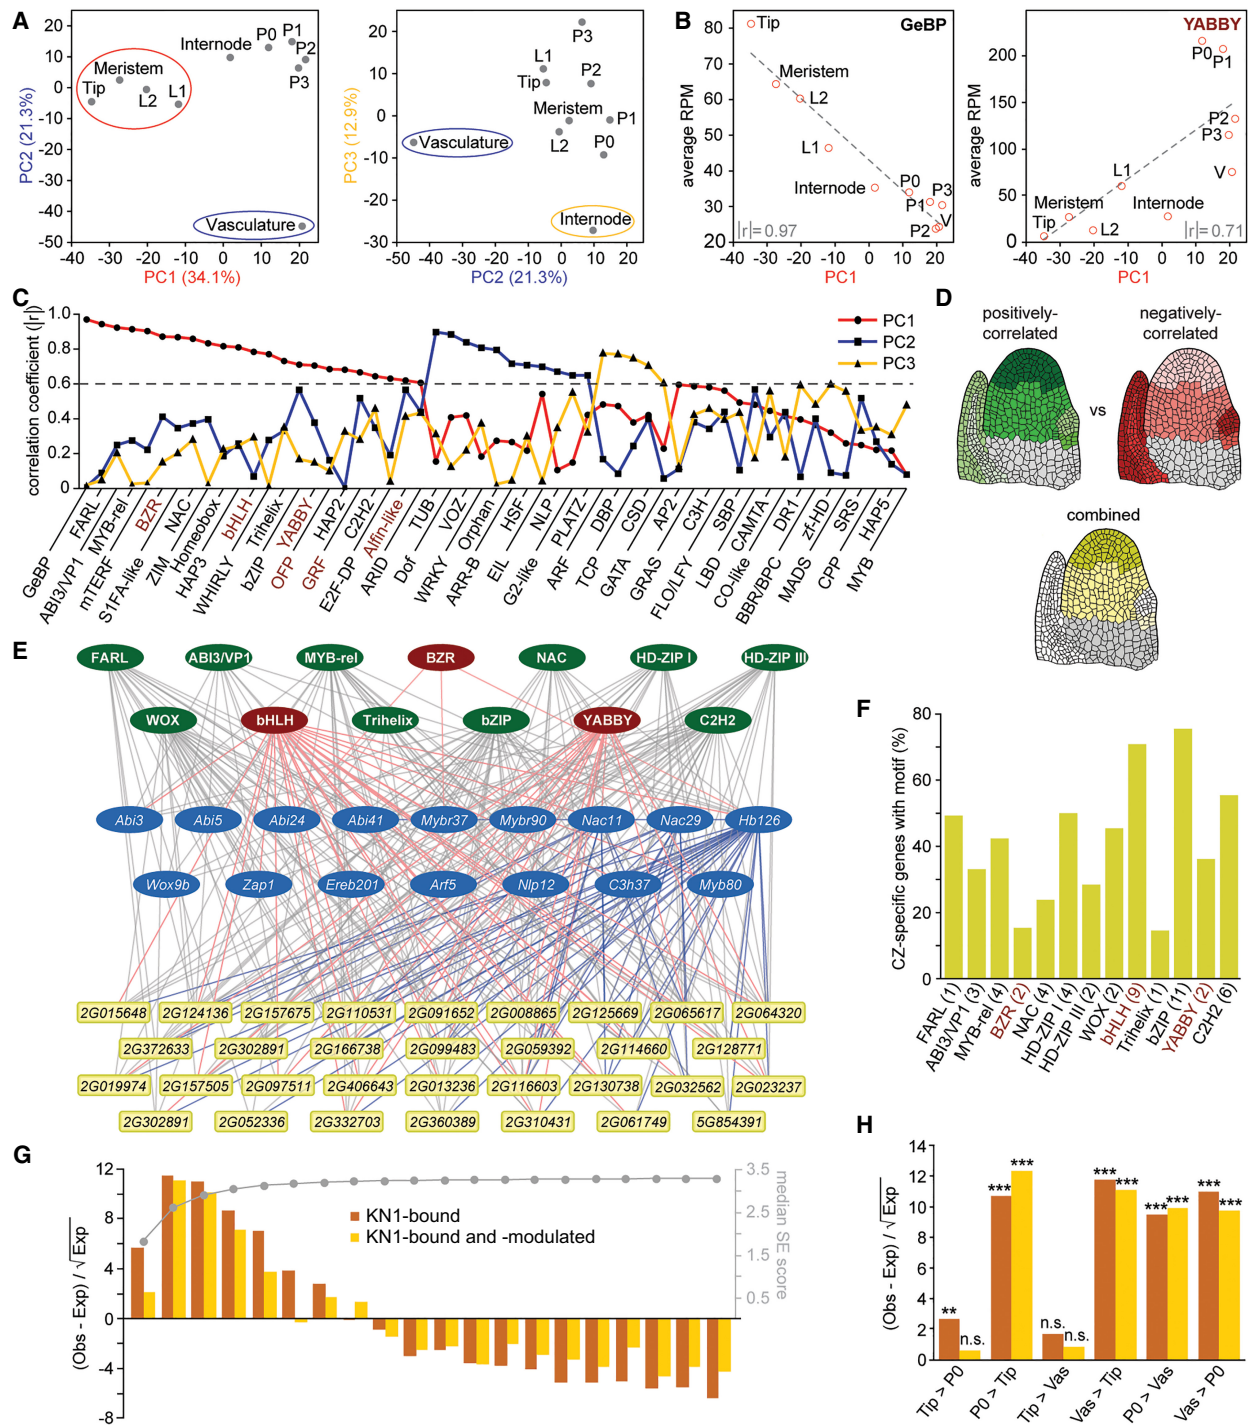 A
20
10
0
-10
-20
-30
-40
-50
PC2 (21.3%)
-40 -30 -20 -10 0 10 20
PC1 (34.1%)
Internode P0 P1
P2
P3
Meristem
Tip
L2 L1
Vasculature
20
10
0
-10
-20
-30
PC3 (12.9%)
-50 -40 -30 -20 -10 0 10 20
PC2 (21.3%)
P3
L1
Tip P2
Meristem P1
L2 P0
Vasculature
Internode
B
GeBP
80
70
60
50
40
30
20
average RPM
-40 -30 -20 -10 0 10 20
PC1
Tip
Meristem
L2
L1
Internode P0 P3
P1
P2 V
|r|= 0.97
YABBY
200
150
100
50
0
average RPM
-40 -30 -20 -10 0 10 20
PC1
P0 P1
P2
P3
V
L1
Meristem Internode
Tip L2
|r|= 0.71
C
1.0
0.8
0.6
0.4
0.2
0
correlation coefficient (|r|)
PC1
PC2
PC3
GeBP
FARL
ABI3/VP1
MYB-rel
mTERF
BZR
S1FA-like
NAC
ZIM
Homeobox
HAP3
bHLH
WHIRLY
Trihelix
bZIP
YABBY
OFP
HAP2
GRF
C2H2
E2F-DP
Alfin-like
ARID
TUB
Dof
VOZ
WRKY
Orphan
ARR-B
HSF
EIL
NLP
G2-like
PLATZ
ARF
DBP
TCP
CSD
GATA
AP2
GRAS
C3H
FLO/LFY
SBP
LBD
CAMTA
CO-like
DR1
BBR/BPC
zf-HD
MADS
SRS
CPP
HAP5
MYB
D
positively-
correlated
vs
negatively-
correlated
combined
E
FARL ABI3/VP1 MYB-rel BZR NAC HD-ZIP I HD-ZIP III
WOX bHLH Trihelix bZIP YABBY C2H2
Abi3 Abi5 Abi24 Abi41 Mybr37 Mybr90 Nac11 Nac29 Hb126
Wox9b Zap1 Ereb201 Arf5 Nlp12 C3h37 Myb80
2G015648 2G124136 2G157675 2G110531 2G091652 2G008865 2G125669 2G065617 2G064320
2G372633 2G302891 2G166738 2G099483 2G059392 2G114660 2G128771
2G019974 2G157505 2G097511 2G406643 2G013236 2G116603 2G130738 2G032562 2G023237
2G302891 2G052336 2G332703 2G360389 2G310431 2G061749 5G854391
F
80
60
40
20
0
CZ-specific genes with motif (%)
FARL (1)
ABI3/VP1 (3)
MYB-rel (4)
BZR (2)
NAC (4)
HD-ZIP I (4)
HD-ZIP III (2)
WOX (2)
bHLH (9)
Trihelix (1)
bZIP (11)
YABBY (2)
C2H2 (6)
G
12
8
4
0
-4
-8
(Obs - Exp) / √Exp
KN1-bound
KN1-bound and -modulated
3.5
2.5
1.5
0.5
median SE score
H
14
12
10
8
6
4
2
0
(Obs - Exp) / √Exp
** n.s. *** *** n.s. n.s. *** *** *** *** *** ***
Tip > P0
P0 > Tip
Tip > Vas
Vas > Tip
P0 > Vas
Vas > P0